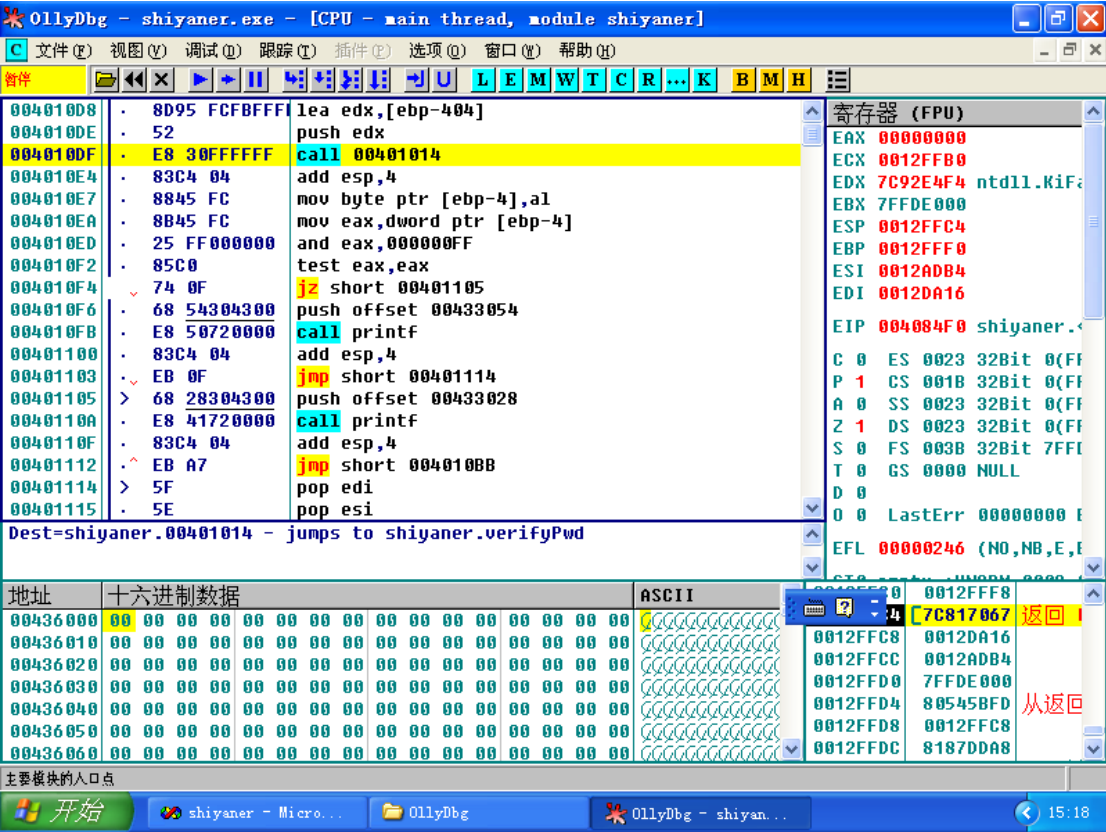 OllyDbg - shiyaner.exe - [CPU - main thread, module shiyaner]
C 文件(F) 视图(V) 调试(D) 跟踪(T) 插件(P) 选项(O) 窗口(W) 帮助(H)
暂停 L E M W T C R ... K B M H
004010D8 . 8D95 FCFBFFF lea edx,[ebp-404]
004010DE . 52 push edx
004010DF . E8 30FFFFFF call 00401014
004010E4 . 83C4 04 add esp,4
004010E7 . 8845 FC mov byte ptr [ebp-4],al
004010EA . 8B45 FC mov eax,dword ptr [ebp-4]
004010ED . 25 FF000000 and eax,000000FF
004010F2 . 85C0 test eax,eax
004010F4 74 0F jz short 00401105
004010F6 . 68 54304300 push offset 00433054
004010FB . E8 50720000 call printf
00401100 . 83C4 04 add esp,4
00401103 . EB 0F jmp short 00401114
00401105 > 68 28304300 push offset 00433028
0040110A . E8 41720000 call printf
0040110F . 83C4 04 add esp,4
00401112 .^ EB A7 jmp short 004010BB
00401114 > 5F pop edi
00401115 . 5E pop esi
Dest=shiyaner.00401014 - jumps to shiyaner.verifyPwd
寄存器 (FPU)
EAX 00000000
ECX 0012FFB0
EDX 7C92E4F4 ntdll.KiFa
EBX 7FFDE000
ESP 0012FFC4
EBP 0012FFF0
ESI 0012ADB4
EDI 0012DA16
EIP 004084F0 shiyaner.<
C 0 ES 0023 32Bit 0(FF
P 1 CS 001B 32Bit 0(FF
A 0 SS 0023 32Bit 0(FF
Z 1 DS 0023 32Bit 0(FF
S 0 FS 003B 32Bit 7FFD
T 0 GS 0000 NULL
D 0
O 0 LastErr 00000000 E
EFL 00000246 (NO,NB,E,B
地址 十六进制数据 ASCII
00436000 00 00 00 00 00 00 00 00 00 00 00 00 00 00 00 00
00436010 00 00 00 00 00 00 00 00 00 00 00 00 00 00 00 00
00436020 00 00 00 00 00 00 00 00 00 00 00 00 00 00 00 00
00436030 00 00 00 00 00 00 00 00 00 00 00 00 00 00 00 00
00436040 00 00 00 00 00 00 00 00 00 00 00 00 00 00 00 00
00436050 00 00 00 00 00 00 00 00 00 00 00 00 00 00 00 00
00436060 00 00 00 00 00 00 00 00 00 00 00 00 00 00 00 00
0 0012FFF8
4 [7C817067 返回
0012FFC8 0012DA16
0012FFCC 0012ADB4
0012FFD0 7FFDE000
0012FFD4 80545BFD 从返回
0012FFD8 0012FFC8
0012FFDC 8187DDA8
主要模块的入口点
开始 shiyaner - Micro... OllyDbg OllyDbg - shiyan... 15:18